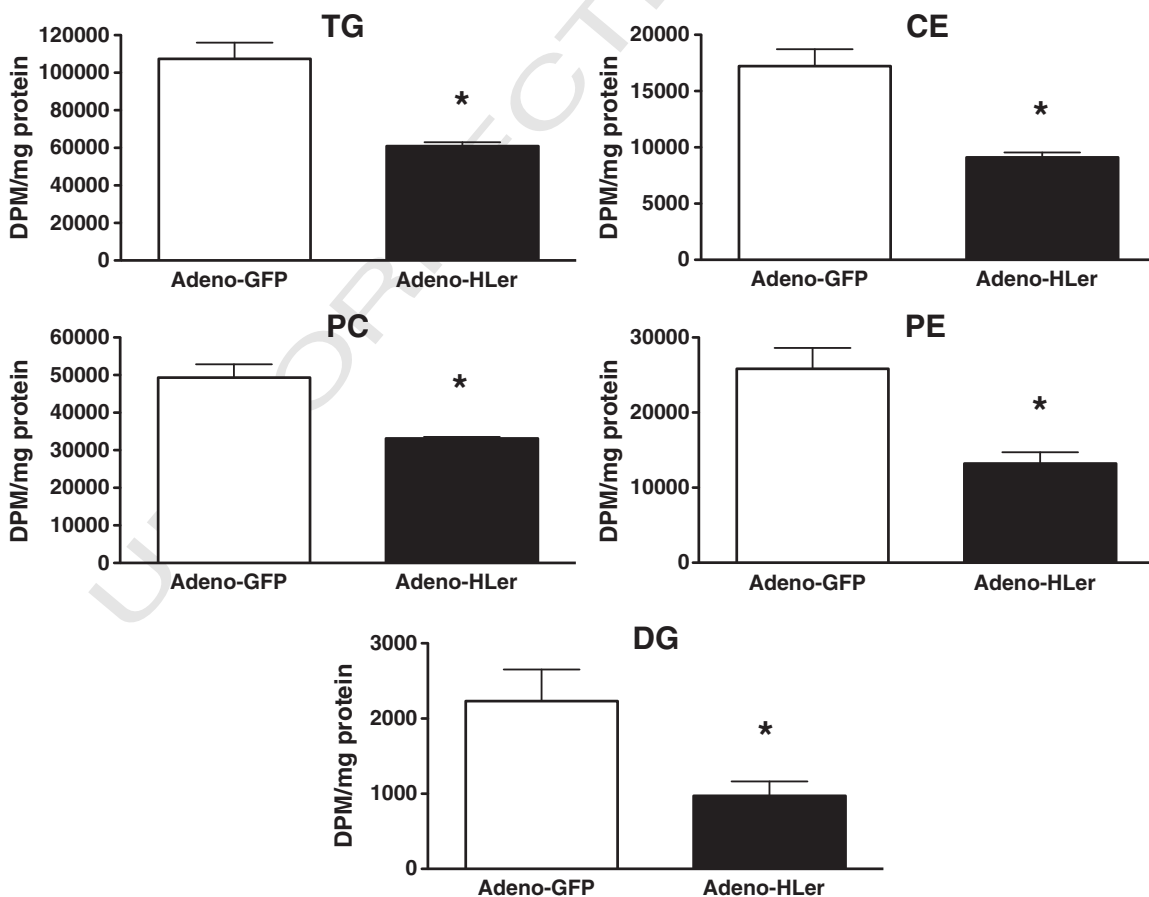 TG
DPM/mg protein
120000
100000
80000
60000
40000
20000
0
*
Adeno-GFP Adeno-HLer
CE
DPM/mg protein
20000
15000
10000
5000
0
*
Adeno-GFP Adeno-HLer
PC
DPM/mg protein
60000
50000
40000
30000
20000
10000
0
*
Adeno-GFP Adeno-HLer
PE
DPM/mg protein
30000
20000
10000
0
*
Adeno-GFP Adeno-HLer
DG
DPM/mg protein
3000
2000
1000
0
*
Adeno-GFP Adeno-HLer